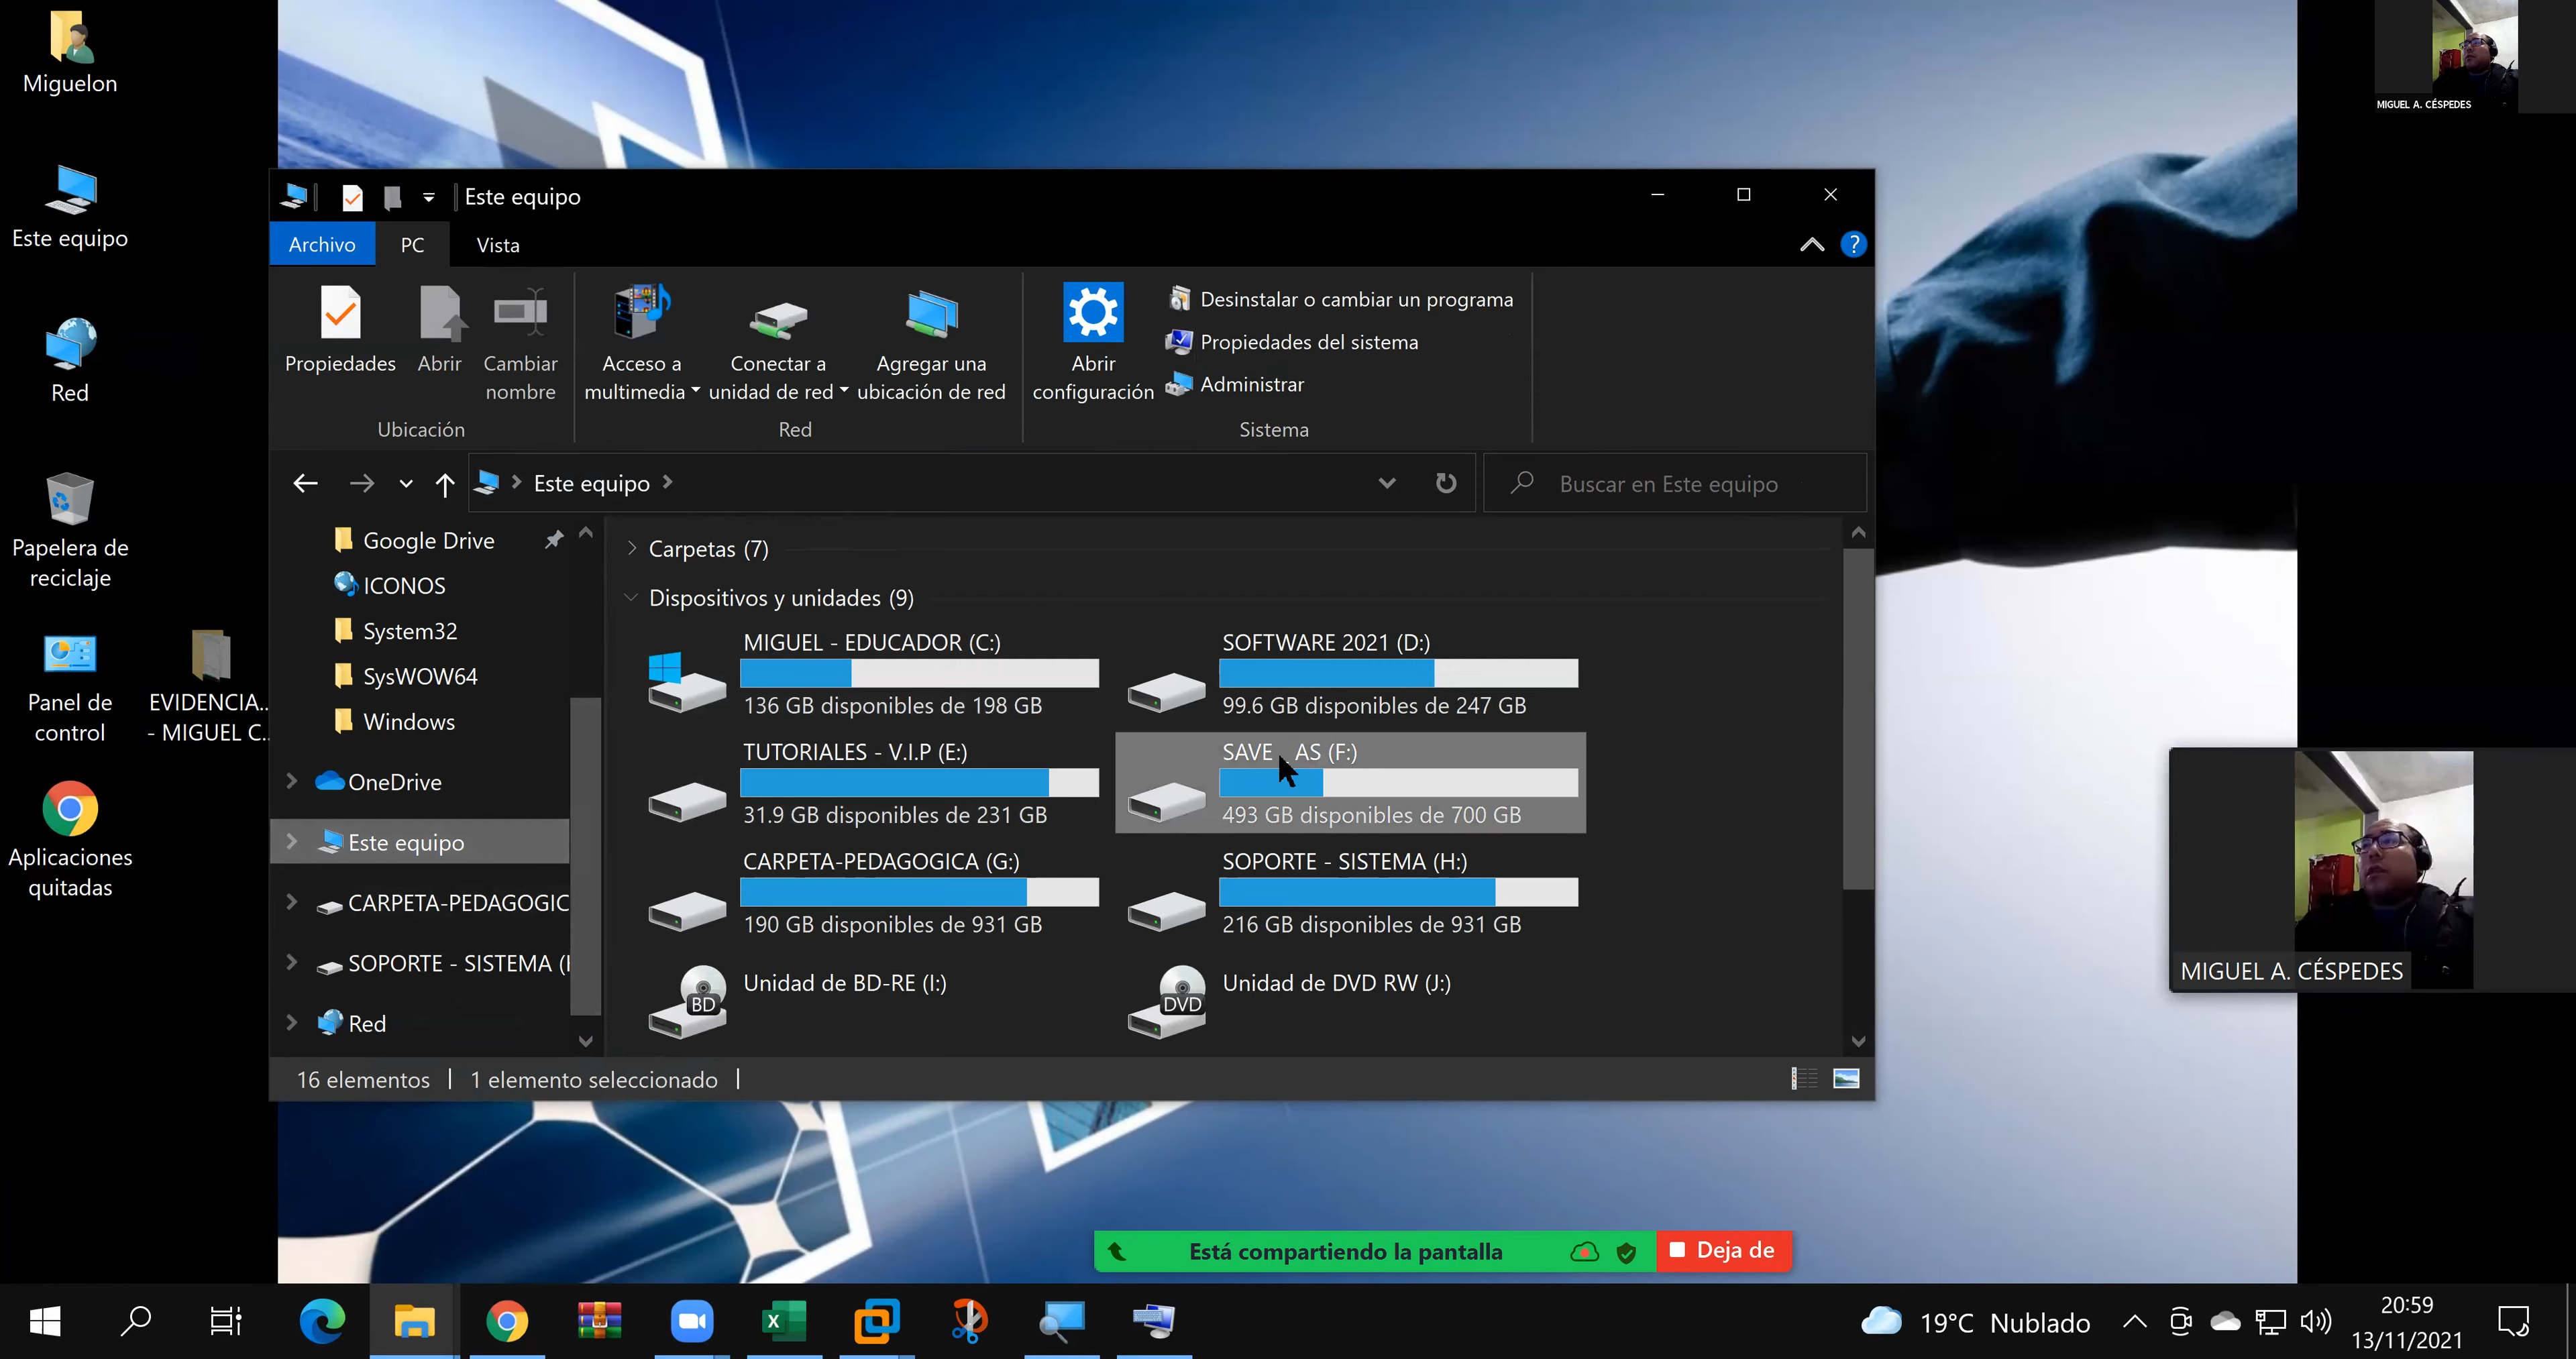 Miguelon
Este equipo
Red
Papelera de
reciclaje
Panel de
control
EVIDENCIA...
- MIGUEL C...
Aplicaciones
quitadas
MIGUEL A. CÉSPEDES
Este equipo
Archivo PC Vista
?
Propiedades
Abrir
Cambiar
nombre
Ubicación
Acceso a
multimedia
Conectar a
unidad de red
Agregar una
ubicación de red
Red
Abrir
configuración
Desinstalar o cambiar un programa
Propiedades del sistema
Administrar
Sistema
Este equipo
Buscar en Este equipo
Google Drive
ICONOS
System32
SysWOW64
Windows
OneDrive
Este equipo
CARPETA-PEDAGOGIC
SOPORTE - SISTEMA (H
Red
Carpetas (7)
Dispositivos y unidades (9)
MIGUEL - EDUCADOR (C:)
136 GB disponibles de 198 GB
SOFTWARE 2021 (D:)
99.6 GB disponibles de 247 GB
TUTORIALES - V.I.P (E:)
31.9 GB disponibles de 231 GB
SAVE _ AS (F:)
493 GB disponibles de 700 GB
CARPETA-PEDAGOGICA (G:)
190 GB disponibles de 931 GB
SOPORTE - SISTEMA (H:)
216 GB disponibles de 931 GB
BD
Unidad de BD-RE (I:)
DVD
Unidad de DVD RW (J:)
16 elementos
1 elemento seleccionado
MIGUEL A. CÉSPEDES
Está compartiendo la pantalla
Deja de
19°C Nublado
20:59
13/11/2021